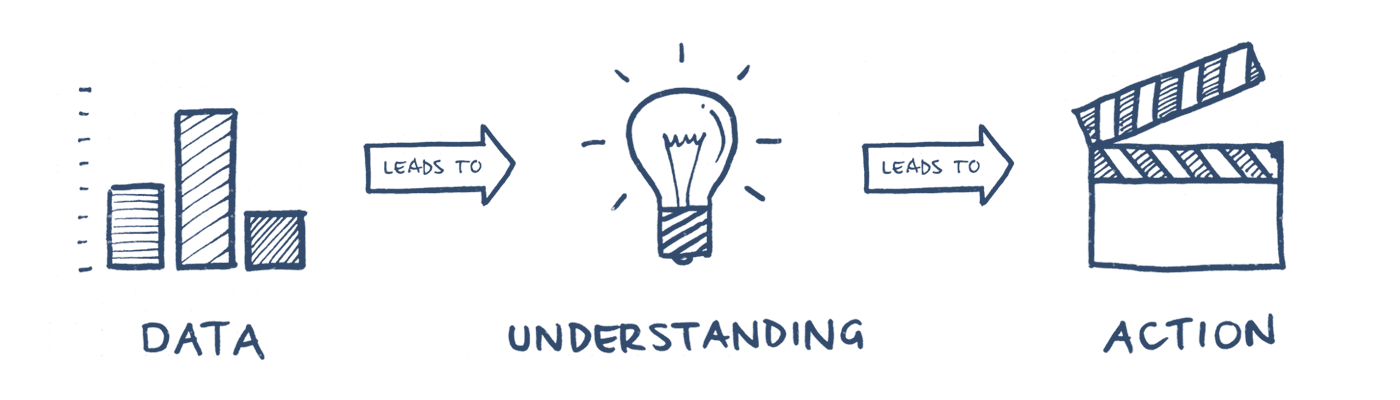 LEADS TO
LEADS TO
DATA
UNDERSTANDING
ACTION